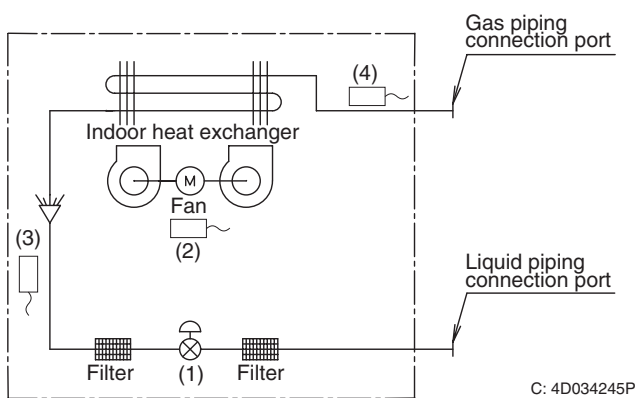 Gas piping
connection port
(4)
Indoor heat exchanger
M
Fan
(2)
(3)
Liquid piping
connection port
Filter
(1)
Filter
C: 4D034245P